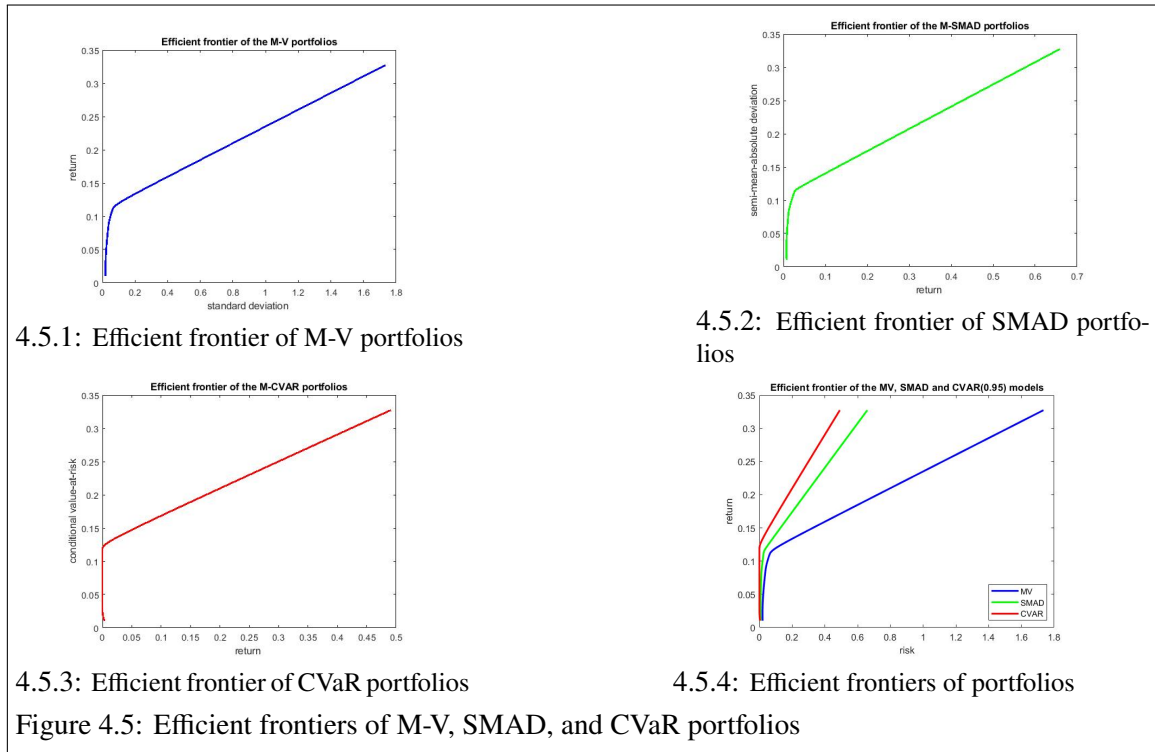 Efficient frontier of the M-V portfolios
0.35
0.3
0.25
0.2
0.15
0.1
0.05
0
return
0 0.2 0.4 0.6 0.8 1 1.2 1.4 1.6 1.8
standard deviation
4.5.1: Efficient frontier of M-V portfolios
Efficient frontier of the M-SMAD portfolios
0.35
0.3
0.25
0.2
0.15
0.1
0.05
0
semi-mean-absolute deviation
0 0.1 0.2 0.3 0.4 0.5 0.6 0.7
return
4.5.2: Efficient frontier of SMAD portfo-
lios
Efficient frontier of the M-CVAR portfolios
0.35
0.3
0.25
0.2
0.15
0.1
0.05
0
conditional value-at-risk
0 0.05 0.1 0.15 0.2 0.25 0.3 0.35 0.4 0.45 0.5
return
4.5.3: Efficient frontier of CVaR portfolios
Efficient frontier of the MV, SMAD and CVAR(0.95) models
0.35
0.3
0.25
0.2
0.15
0.1
0.05
0
return
MV
SMAD
CVAR
0 0.2 0.4 0.6 0.8 1 1.2 1.4 1.6 1.8
risk
4.5.4: Efficient frontiers of portfolios
Figure 4.5: Efficient frontiers of M-V, SMAD, and CVaR portfolios